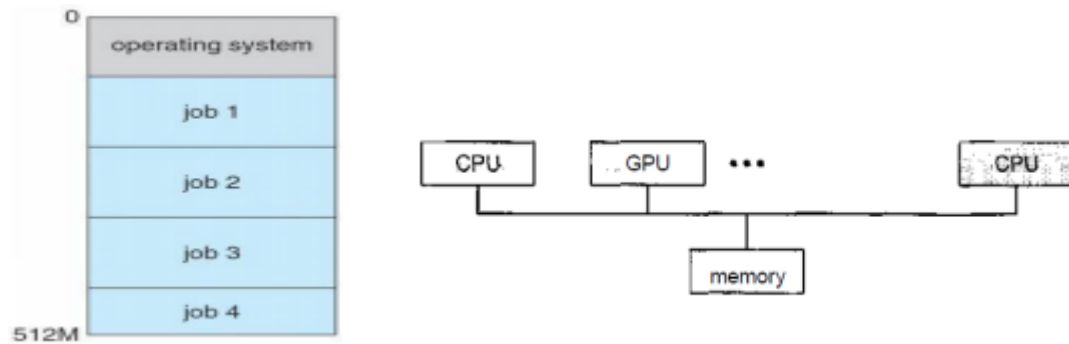 0
operating system
job 1
job 2
job 3
job 4
512M
CPU
GPU
•••
CPU
memory